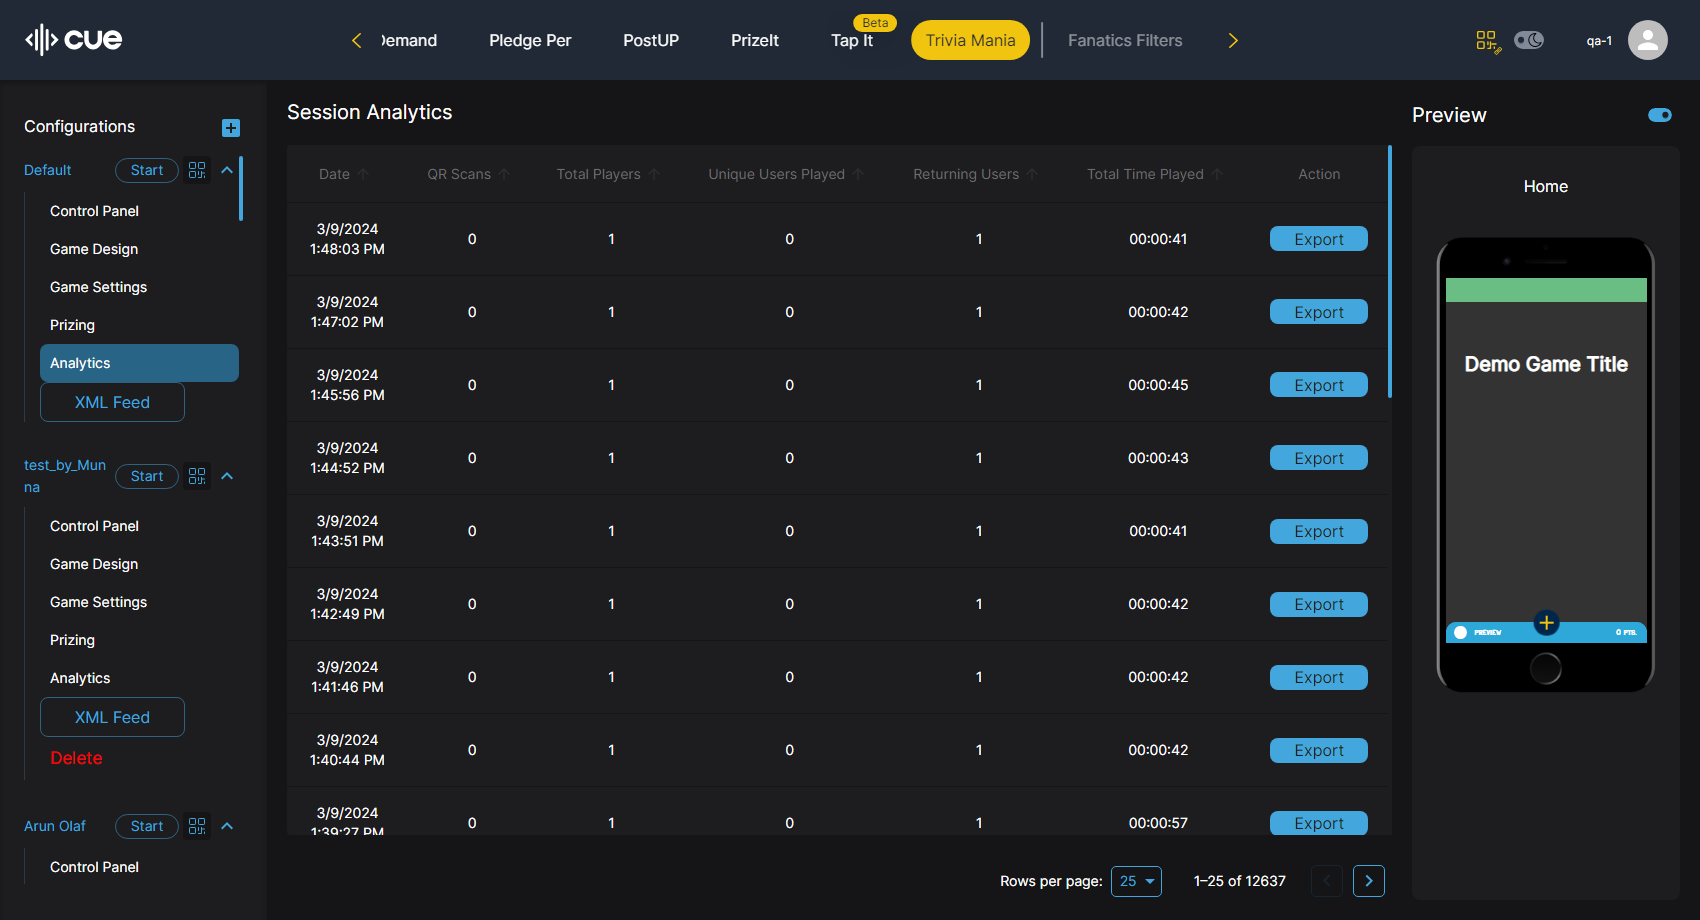 cue
Demand
Pledge Per
PostUP
PrizeIt
Tap It
Beta
Trivia Mania
Fanatics Filters
qa-1
Configurations
Default
Start
Control Panel
Game Design
Game Settings
Prizing
Analytics
XML Feed
test_by_Mun
na
Start
Control Panel
Game Design
Game Settings
Prizing
Analytics
XML Feed
Delete
Arun Olaf
Start
Control Panel
Session Analytics
Date QR Scans Total Players Unique Users Played Returning Users Total Time Played Action
3/9/2024
1:48:03 PM 0 1 0 1 00:00:41 Export
3/9/2024
1:47:02 PM 0 1 0 1 00:00:42 Export
3/9/2024
1:45:56 PM 0 1 0 1 00:00:45 Export
3/9/2024
1:44:52 PM 0 1 0 1 00:00:43 Export
3/9/2024
1:43:51 PM 0 1 0 1 00:00:41 Export
3/9/2024
1:42:49 PM 0 1 0 1 00:00:42 Export
3/9/2024
1:41:46 PM 0 1 0 1 00:00:42 Export
3/9/2024
1:40:44 PM 0 1 0 1 00:00:42 Export
3/9/2024
1:39:27 PM 0 1 0 1 00:00:57 Export
Rows per page: 25 1–25 of 12637
Preview
Home
Demo Game Title
PREVIEW
0 PTS.